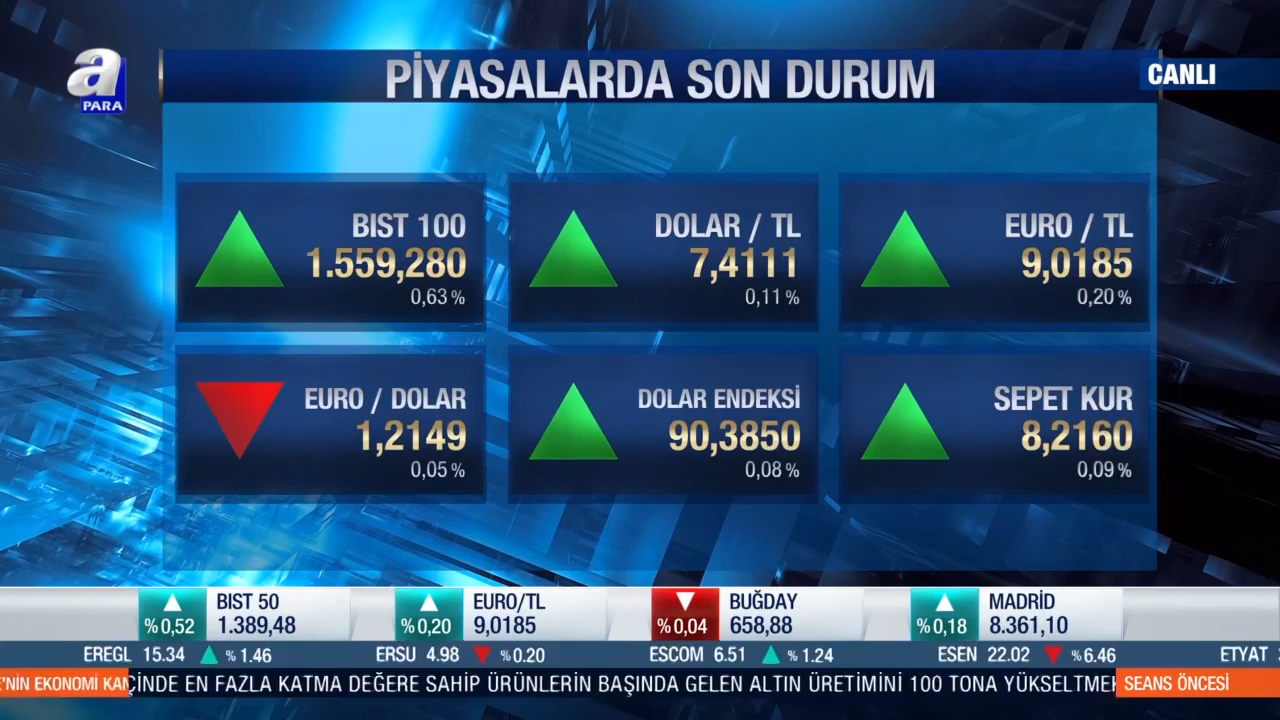 a
PARA
PİYASALARDA SON DURUM
CANLI
BIST 100
1.559,280
0,63 %
DOLAR / TL
7,4111
0,11 %
EURO / TL
9,0185
0,20 %
EURO / DOLAR
1,2149
0,05 %
DOLAR ENDEKSİ
90,3850
0,08 %
SEPET KUR
8,2160
0,09 %
%0,52 BIST 50
1.389,48
%0,20 EURO/TL
9,0185
%0,04 BUĞDAY
658,88
%0,18 MADRİD
8.361,10
EREGL 15.34 % 1.46 ERSU 4.98 %0.20 ESCOM 6.51 % 1.24 ESEN 22.02 %6.46 ETYAT
'NİN EKONOMİ KAN ÇİNDE EN FAZLA KATMA DEĞERE SAHİP ÜRÜNLERİN BAŞINDA GELEN ALTIN ÜRETİMİNİ 100 TONA YÜKSELTMEK SEANS ÖNCESİ